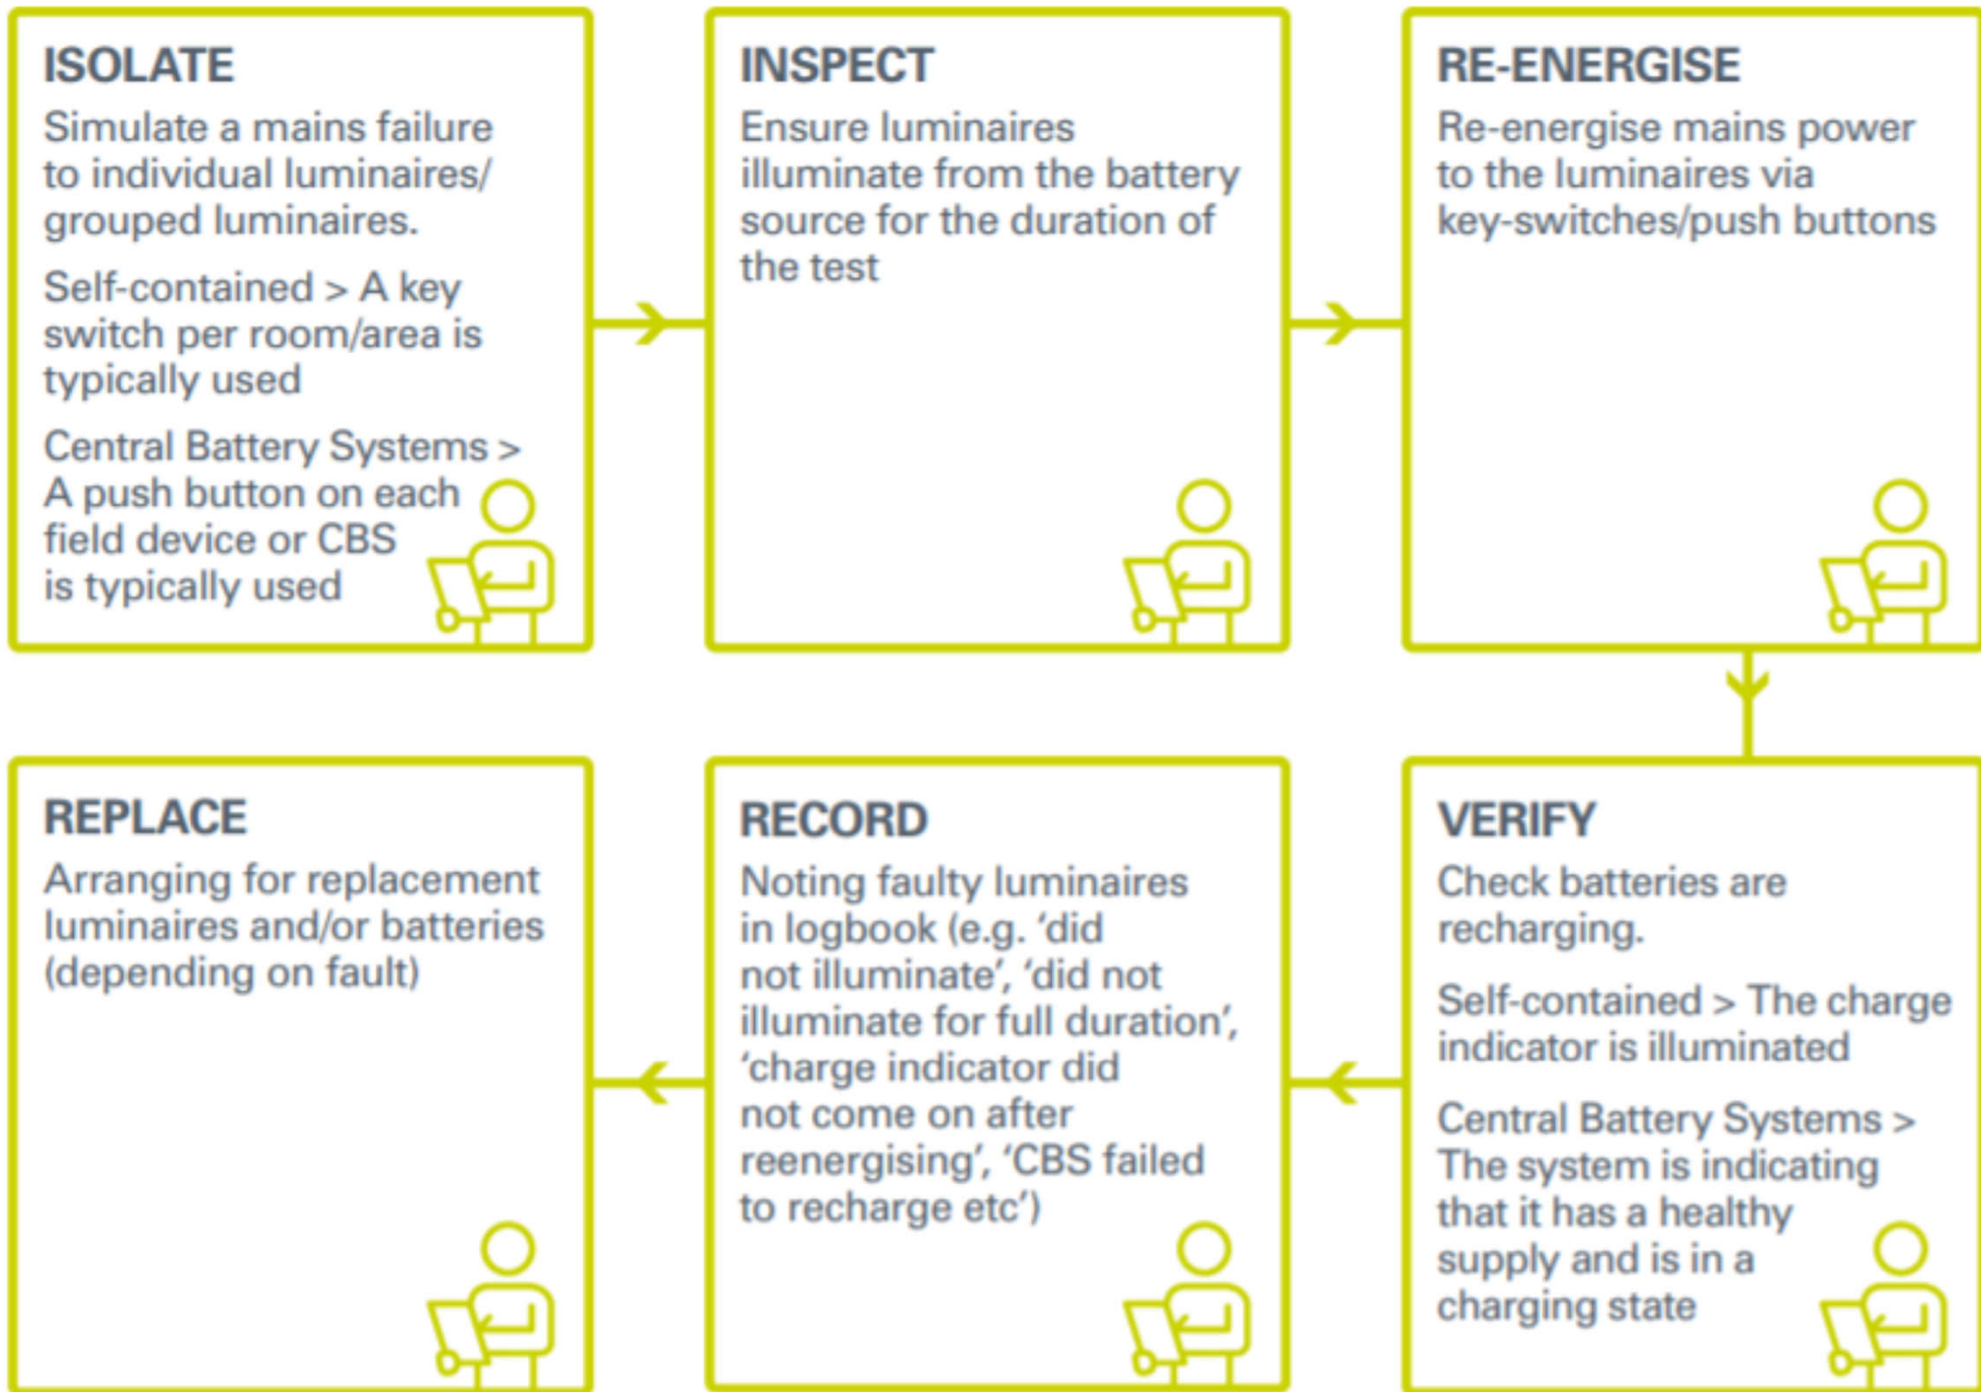 ISOLATE
Simulate a mains failure
to individual luminaires/
grouped luminaires.
Self-contained > A key
switch per room/area is
typically used
Central Battery Systems >
A push button on each
field device or CBS
is typically used
INSPECT
Ensure luminaires
illuminate from the battery
source for the duration of
the test
RE-ENERGISE
Re-energise mains power
to the luminaires via
key-switches/push buttons
VERIFY
Check batteries are
recharging.
Self-contained > The charge
indicator is illuminated
Central Battery Systems >
The system is indicating
that it has a healthy
supply and is in a
charging state
RECORD
Noting faulty luminaires
in logbook (e.g. ‘did
not illuminate’, ‘did not
illuminate for full duration’,
‘charge indicator did
not come on after
reenergising’, ‘CBS failed
to recharge etc’)
REPLACE
Arranging for replacement
luminaires and/or batteries
(depending on fault)